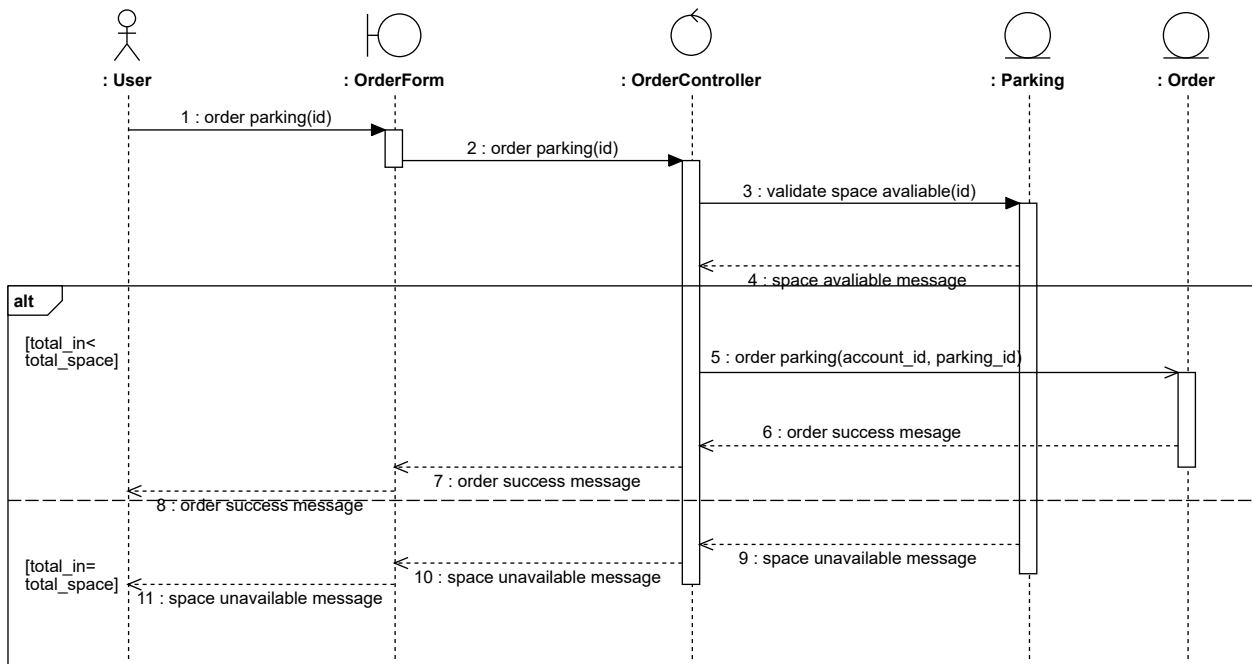 : User
: OrderForm
: OrderController
: Parking
: Order
1 : order parking(id)
2 : order parking(id)
3 : validate space avaliable(id)
4 : space avaliable message
alt
[total_in<
total_space]
5 : order parking(account_id, parking_id)
6 : order success mesage
7 : order success message
8 : order success message
9 : space unavailable message
[total_in=
total_space]
10 : space unavailable message
11 : space unavailable message